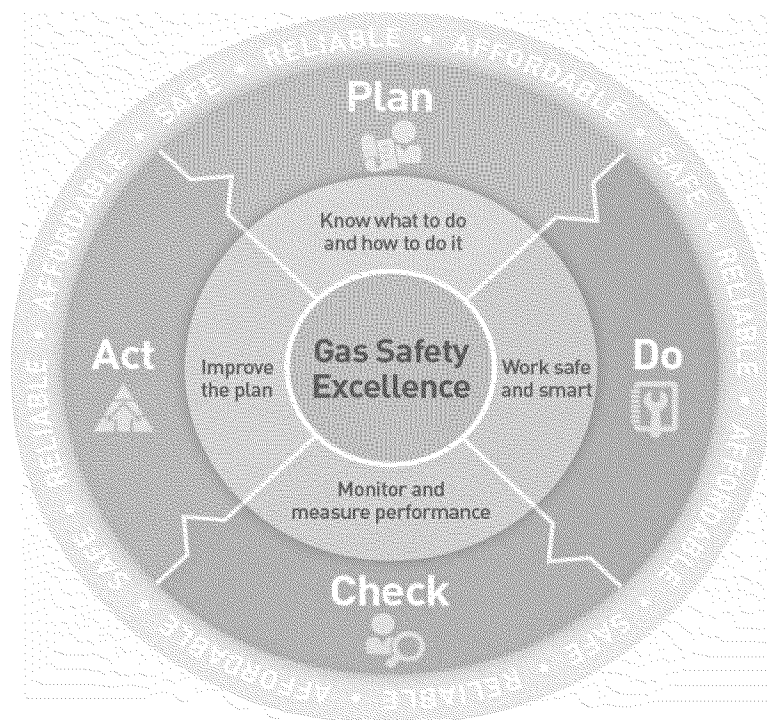 SAFE • RELIABLE • AFFORDABLE • SAFE • RELIABLE • AFFORDABLE • SAFE • RELIABLE • AFFORDABLE • SAFE • RELIABLE • AFFORDABLE •
Plan
Know what to do
and how to do it
Act
Improve
the plan
Gas Safety
Excellence
Work safe
and smart
Do
Monitor and
measure performance
Check